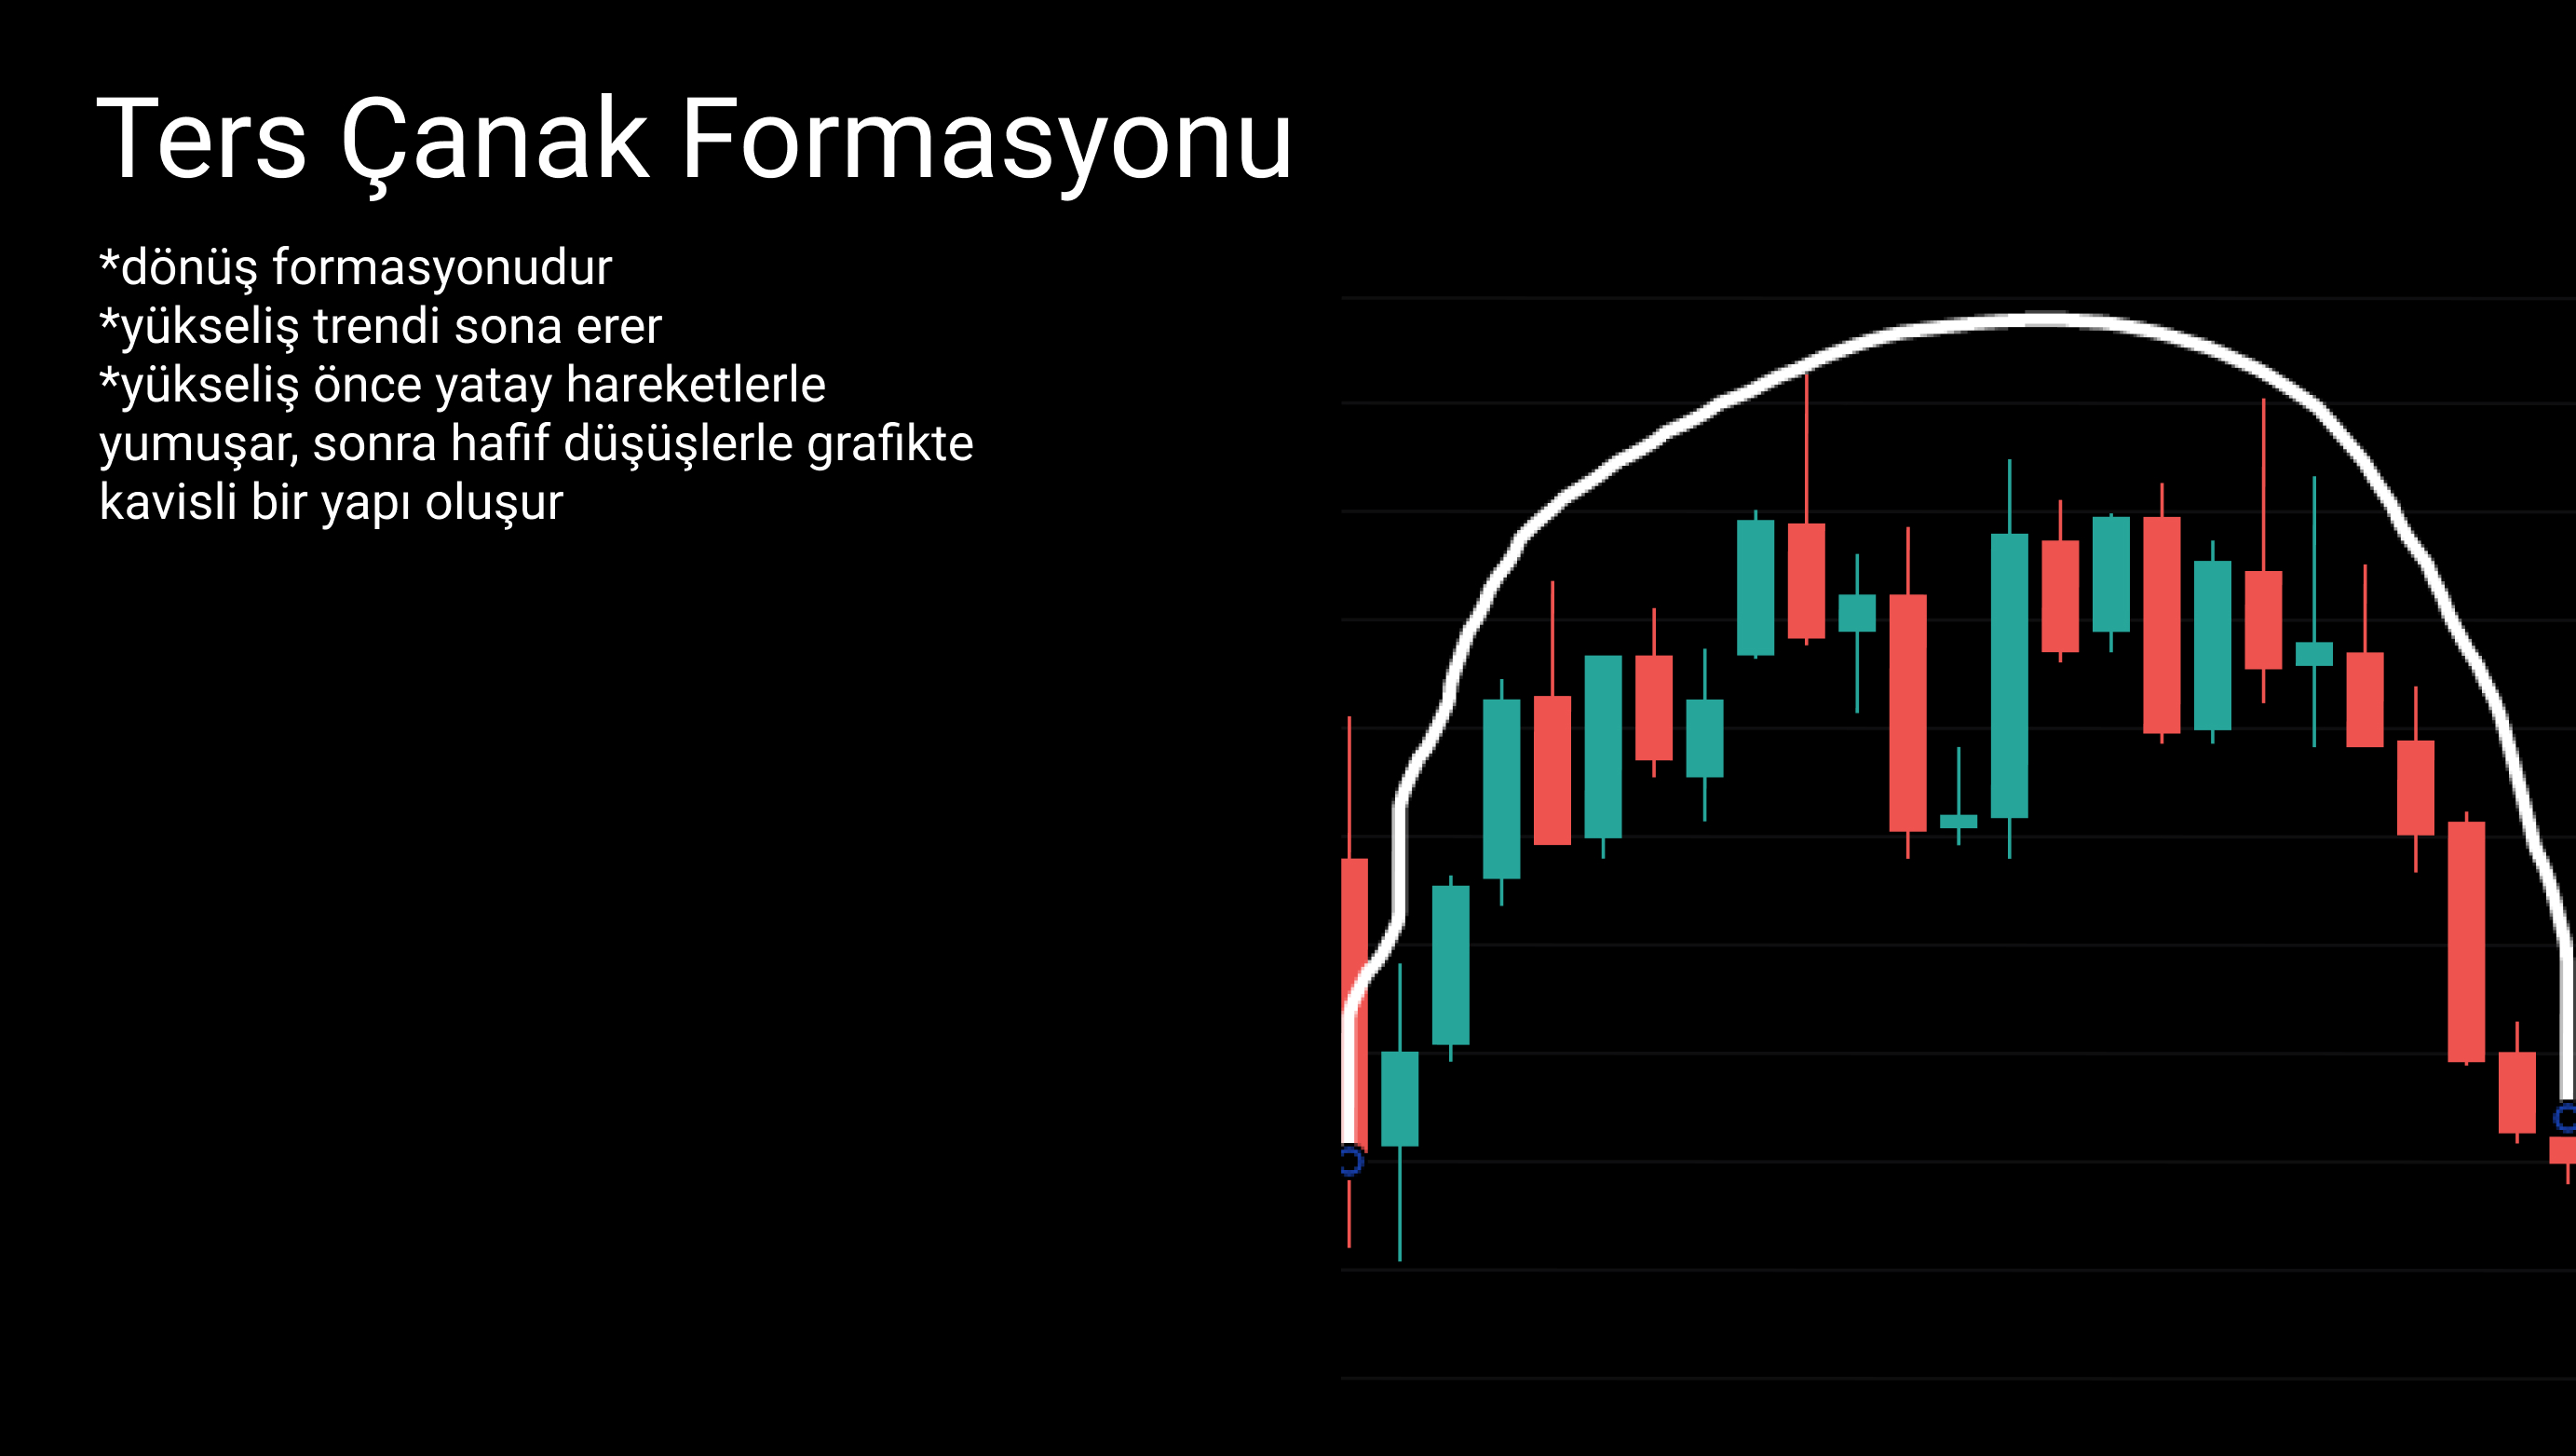 Ters Çanak Formasyonu
*dönüş formasyonudur
*yükseliş trendi sona erer
*yükseliş önce yatay hareketlerle
yumuşar, sonra hafif düşüşlerle grafikte
kavisli bir yapı oluşur